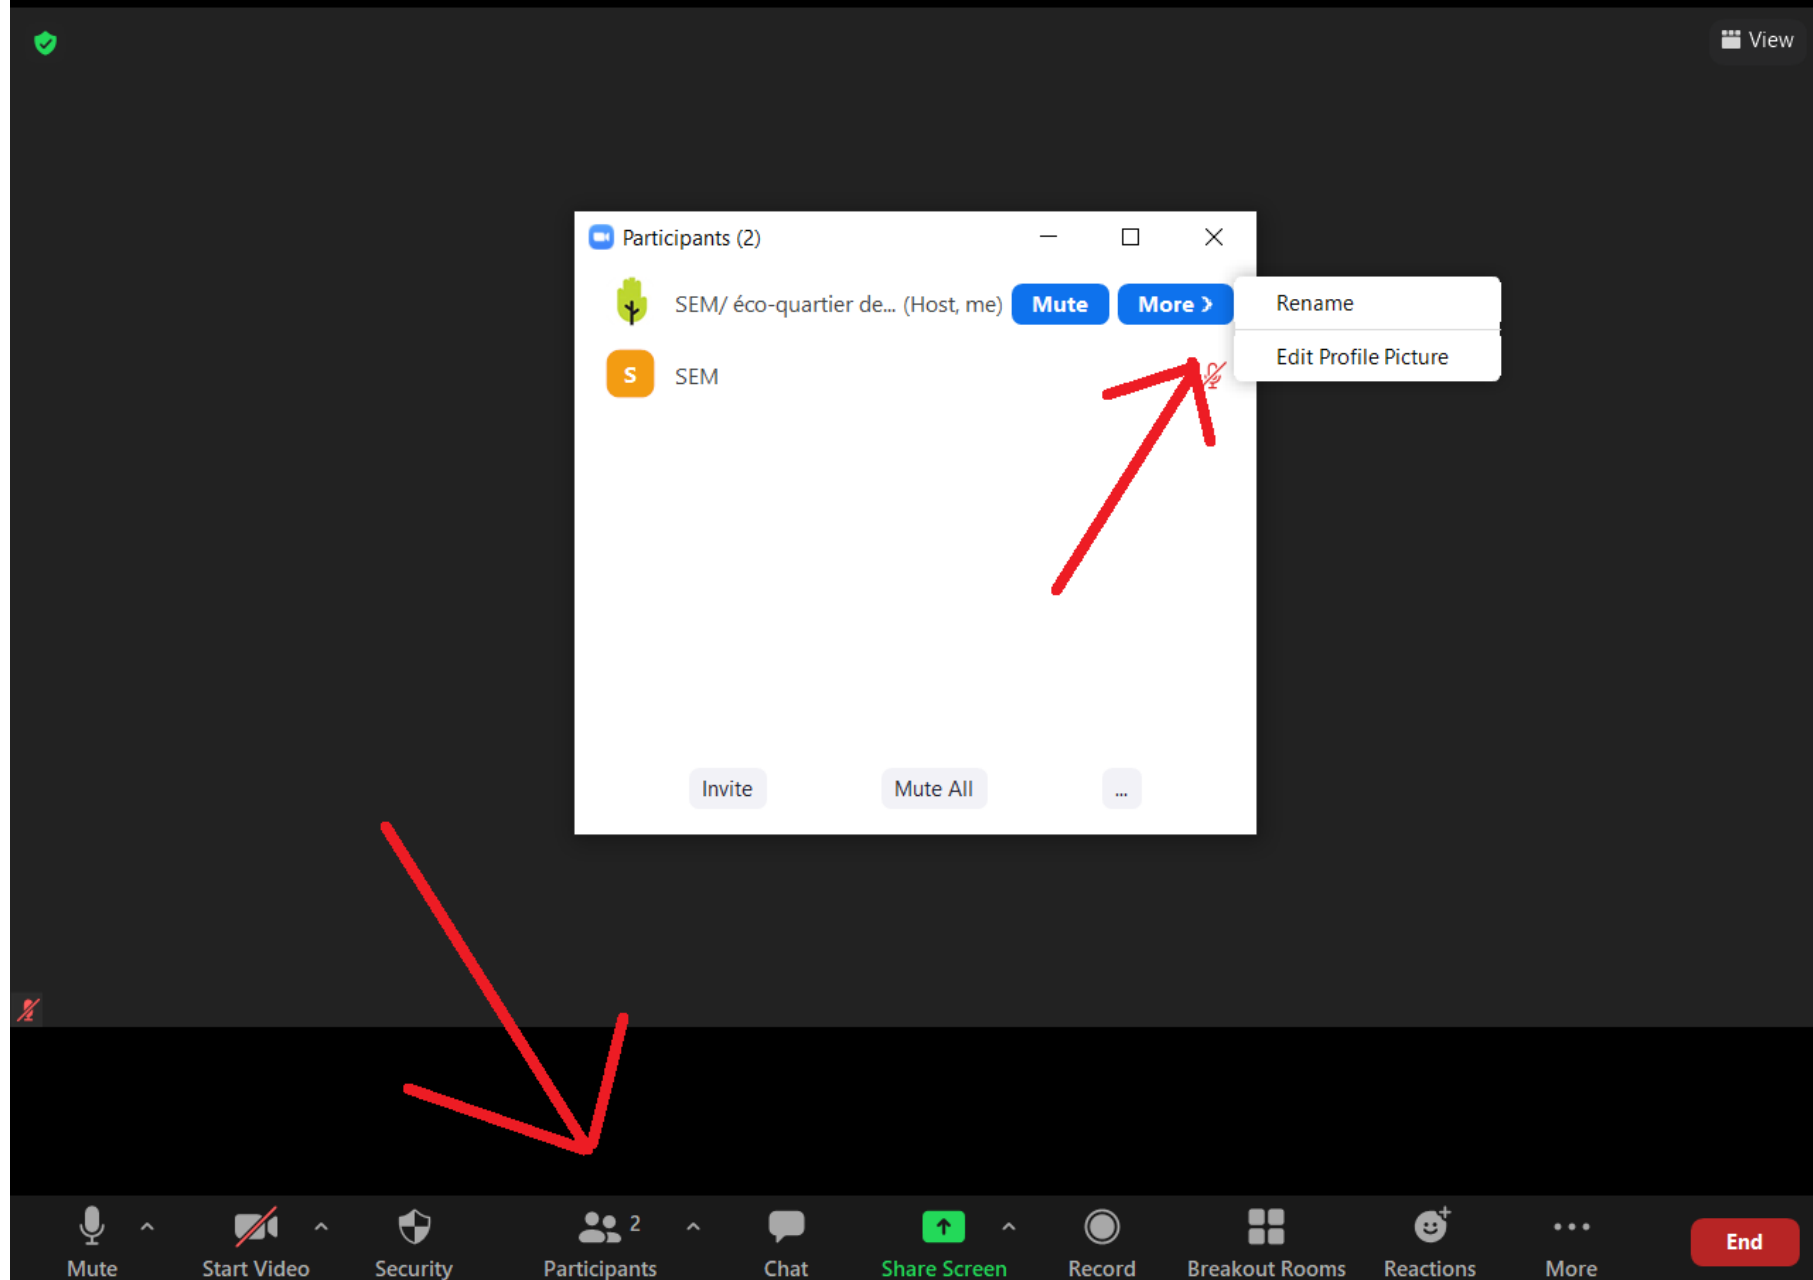 View
Participants (2)
SEM/ éco-quartier de... (Host, me) Mute More > Rename
Edit Profile Picture
S SEM
Invite Mute All ...
2
Mute Start Video Security Participants Chat Share Screen Record Breakout Rooms Reactions More End